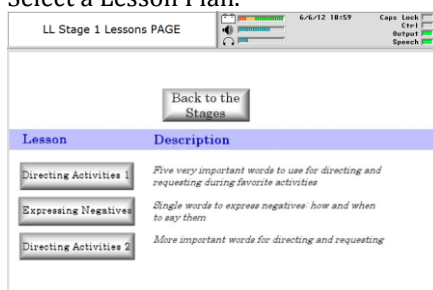 Select a Lesson Plan.
LL Stage 1 Lessons PAGE
6/6/12 18:59
Caps Lock
Ctrl
Output
Speech
Back to the
Stages
Lesson Description
Directing Activities 1
Five very important words to use for directing and
requesting during favorite activities
Expressing Negatives
Single words to express negatives: how and when
to say them
Directing Activities 2
More important words for directing and requesting